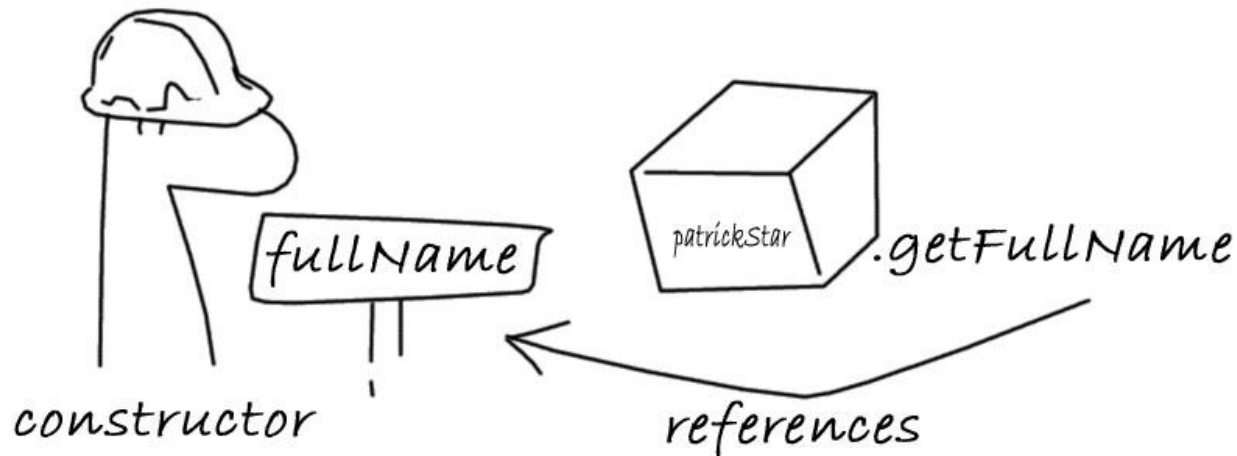 fullName
patrickStar
.getFullName
constructor
references